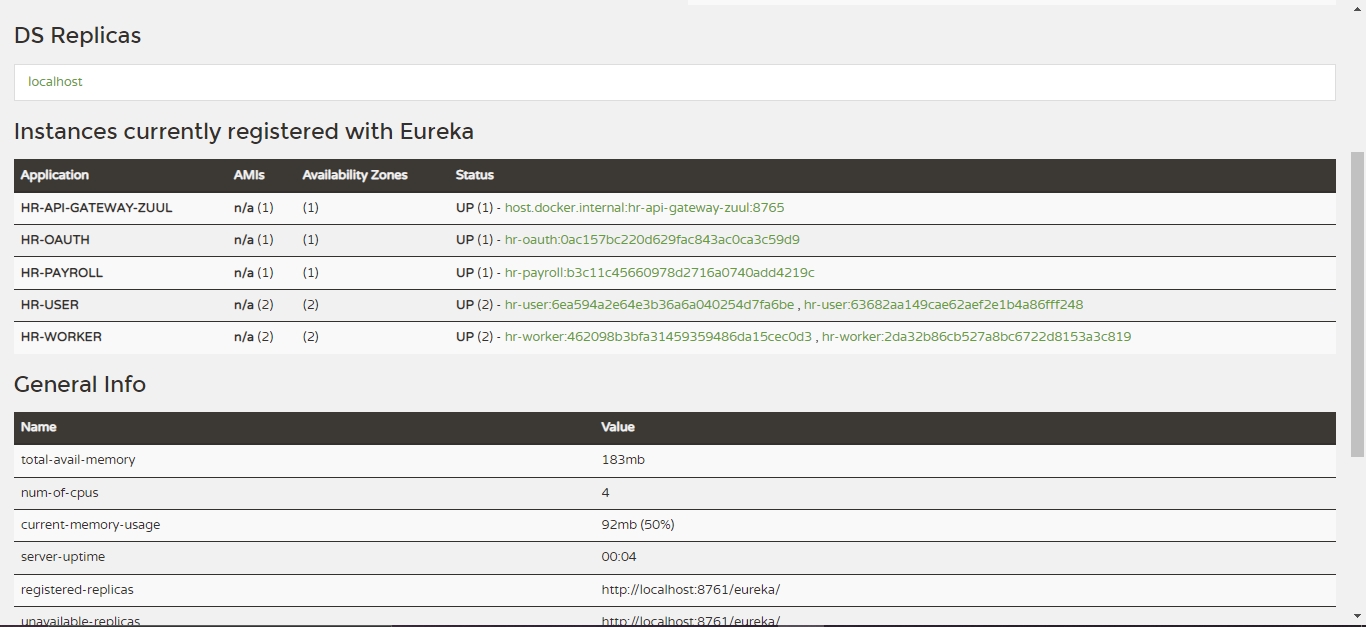 DS Replicas
localhost
Instances currently registered with Eureka
Application AMIs Availability Zones Status
HR-API-GATEWAY-ZUUL n/a (1) (1) UP (1) - host.docker.internal:hr-api-gateway-zuul:8765
HR-OAUTH n/a (1) (1) UP (1) - hr-oauth:0ac157bc220d629fac843ac0ca3c59d9
HR-PAYROLL n/a (1) (1) UP (1) - hr-payroll:b3c11c45660978d2716a0740add4219c
HR-USER n/a (2) (2) UP (2) - hr-user:6ea594a2e64e3b36a6a040254d7fa6be , hr-user:63682aa149cae62aef2e1b4a86fff248
HR-WORKER n/a (2) (2) UP (2) - hr-worker:462098b3bfa31459359486da15cec0d3 , hr-worker:2da32b86cb527a8bc6722d8153a3c819
General Info
Name Value
total-avail-memory 183mb
num-of-cpus 4
current-memory-usage 92mb (50%)
server-uptime 00:04
registered-replicas http://localhost:8761/eureka/
unavailable-replicas http://localhost:8761/eureka/